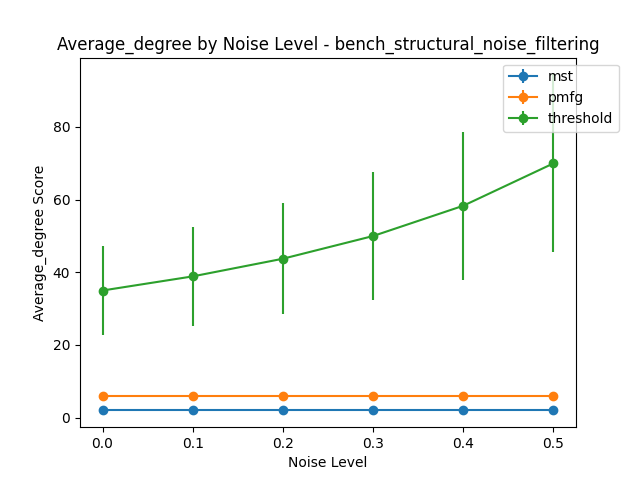 Average_degree by Noise Level - bench_structural_noise_filtering
mst
pmfg
threshold
Average_degree Score
80
60
40
20
0
0.0 0.1 0.2 0.3 0.4 0.5
Noise Level